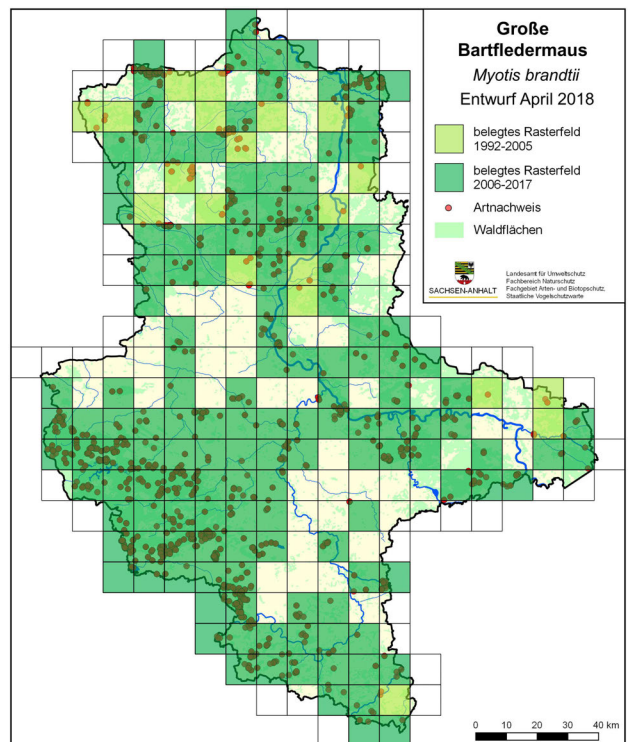 Große
Bartfledermaus
Myotis brandtii
Entwurf April 2018
belegtes Rasterfeld
1992-2005
belegtes Rasterfeld
2006-2017
Artnachweis
Waldflächen
SACHSEN-ANHALT
Landesamt für Umweltschutz
Fachbereich Naturschutz
Fachgebiet Arten- und Biotopschutz,
Staatliche Vogelschutzwarte
0 10 20 30 40 km